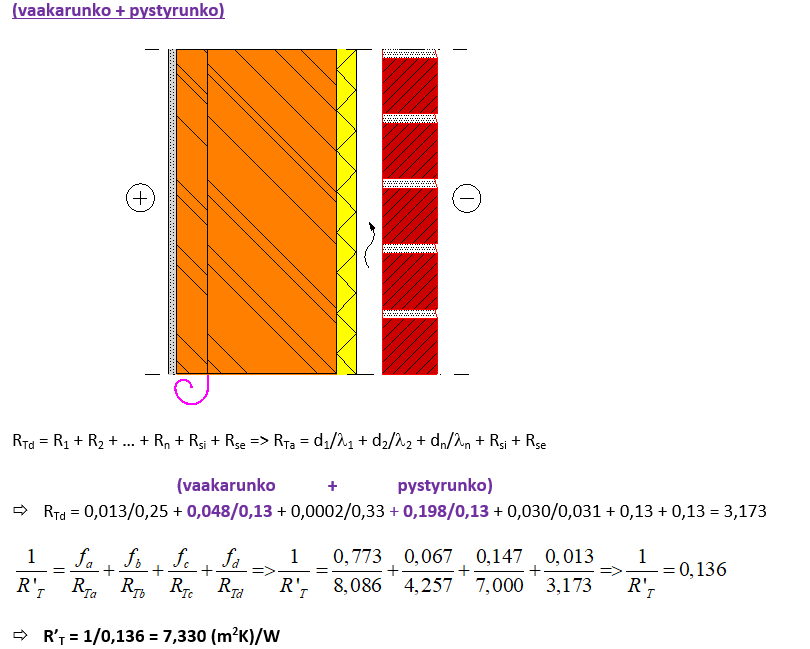 (vaakarunko + pystyrunko)
+ −
R_Td = R_1 + R_2 + ... + R_n + R_si + R_se => R_Ta = d_1/λ_1 + d_2/λ_2 + d_n/λ_n + R_si + R_se
(vaakarunko + pystyrunko)
⇨ R_Td = 0,013/0,25 + 0,048/0,13 + 0,0002/0,33 + 0,198/0,13 + 0,030/0,031 + 0,13 + 0,13 = 3,173
1/R'_T = f_a/R_Ta + f_b/R_Tb + f_c/R_Tc + f_d/R_Td => 1/R'_T = 0,773/8,086 + 0,067/4,257 + 0,147/7,000 + 0,013/3,173 => 1/R'_T = 0,136
⇨ R’_T = 1/0,136 = 7,330 (m²K)/W